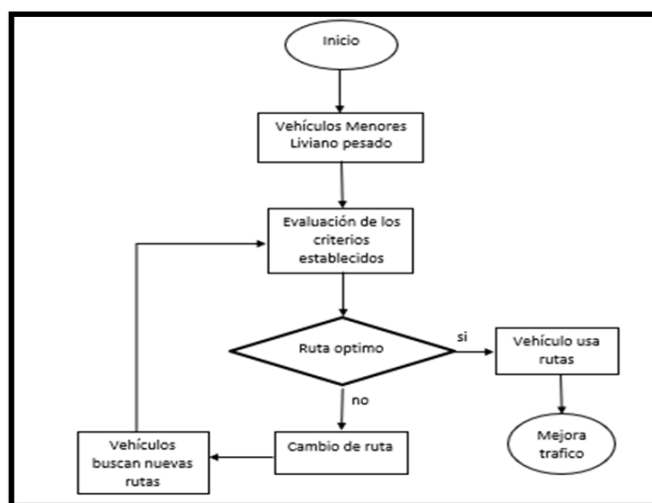 Inicio
Vehículos Menores
Liviano pesado
Evaluación de los
criterios
establecidos
Ruta optimo
si
Vehículo usa
rutas
no
Mejora
trafico
Cambio de ruta
Vehículos
buscan nuevas
rutas